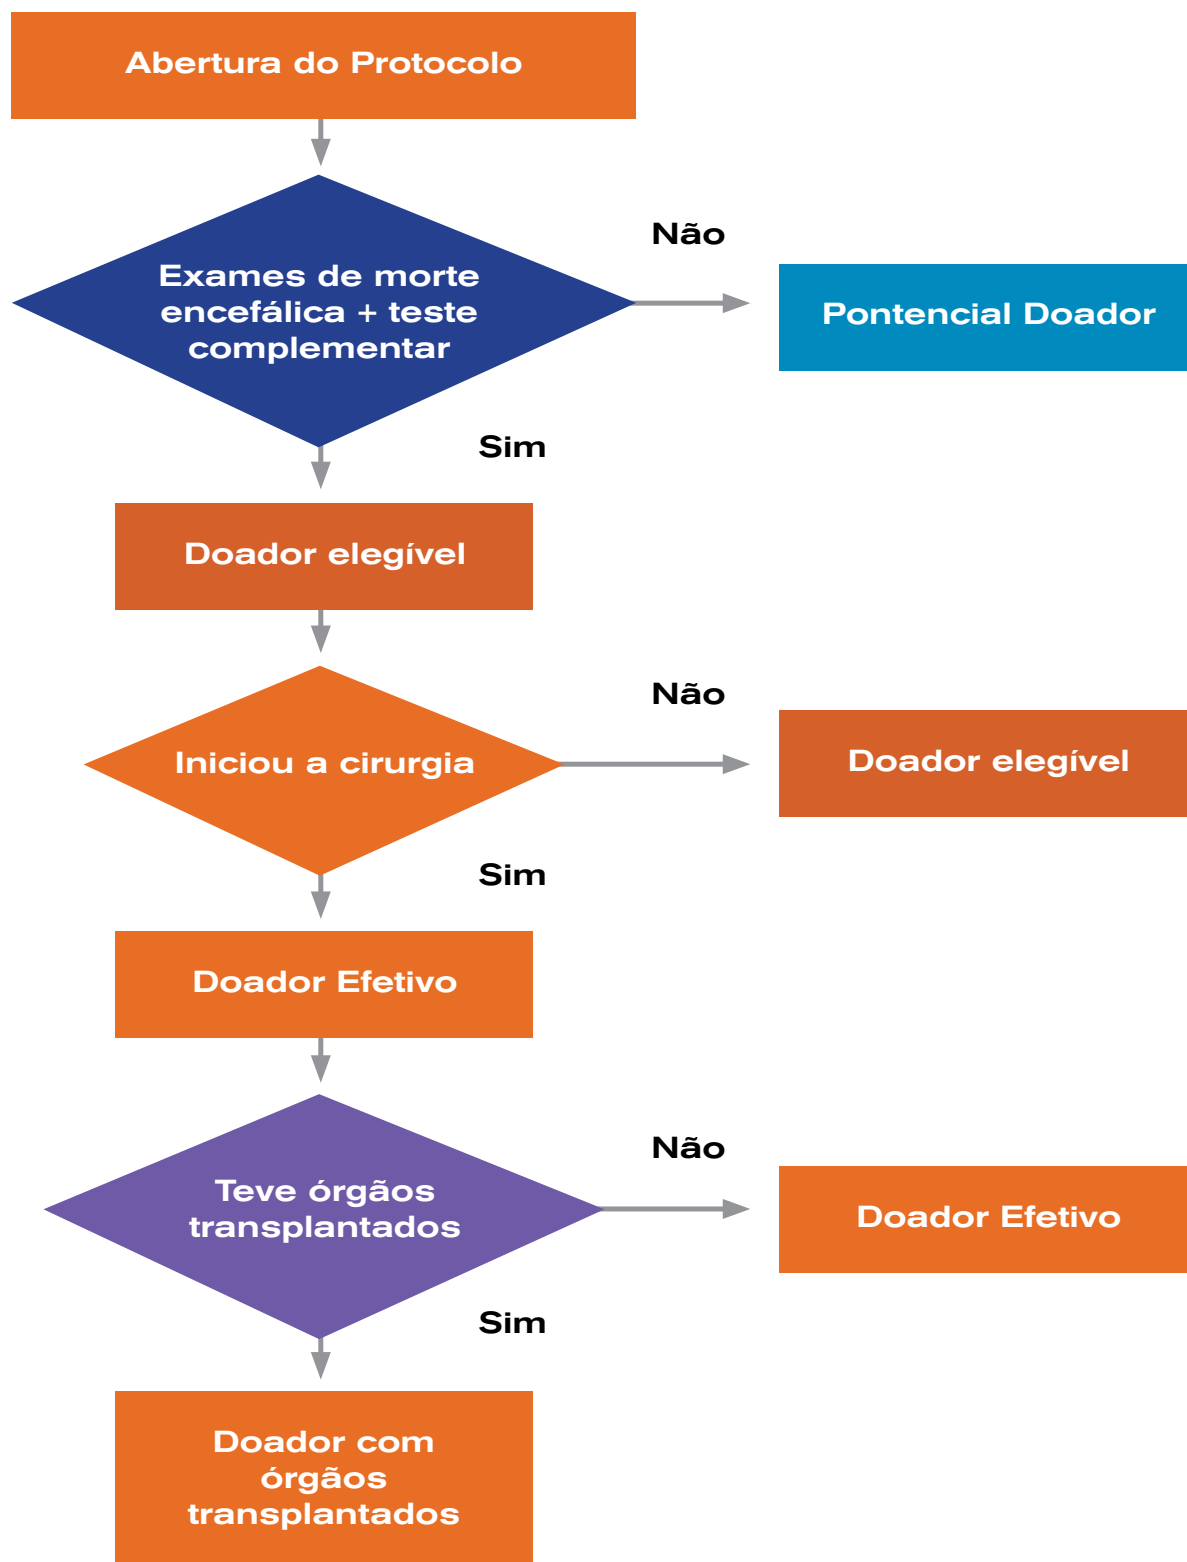 Abertura do Protocolo
Não
Exames de morte
encefálica + teste
complementar
Pontencial Doador
Sim
Doador elegível
Não
Iniciou a cirurgia
Doador elegível
Sim
Doador Efetivo
Não
Teve órgãos
transplantados
Doador Efetivo
Sim
Doador com
órgãos
transplantados